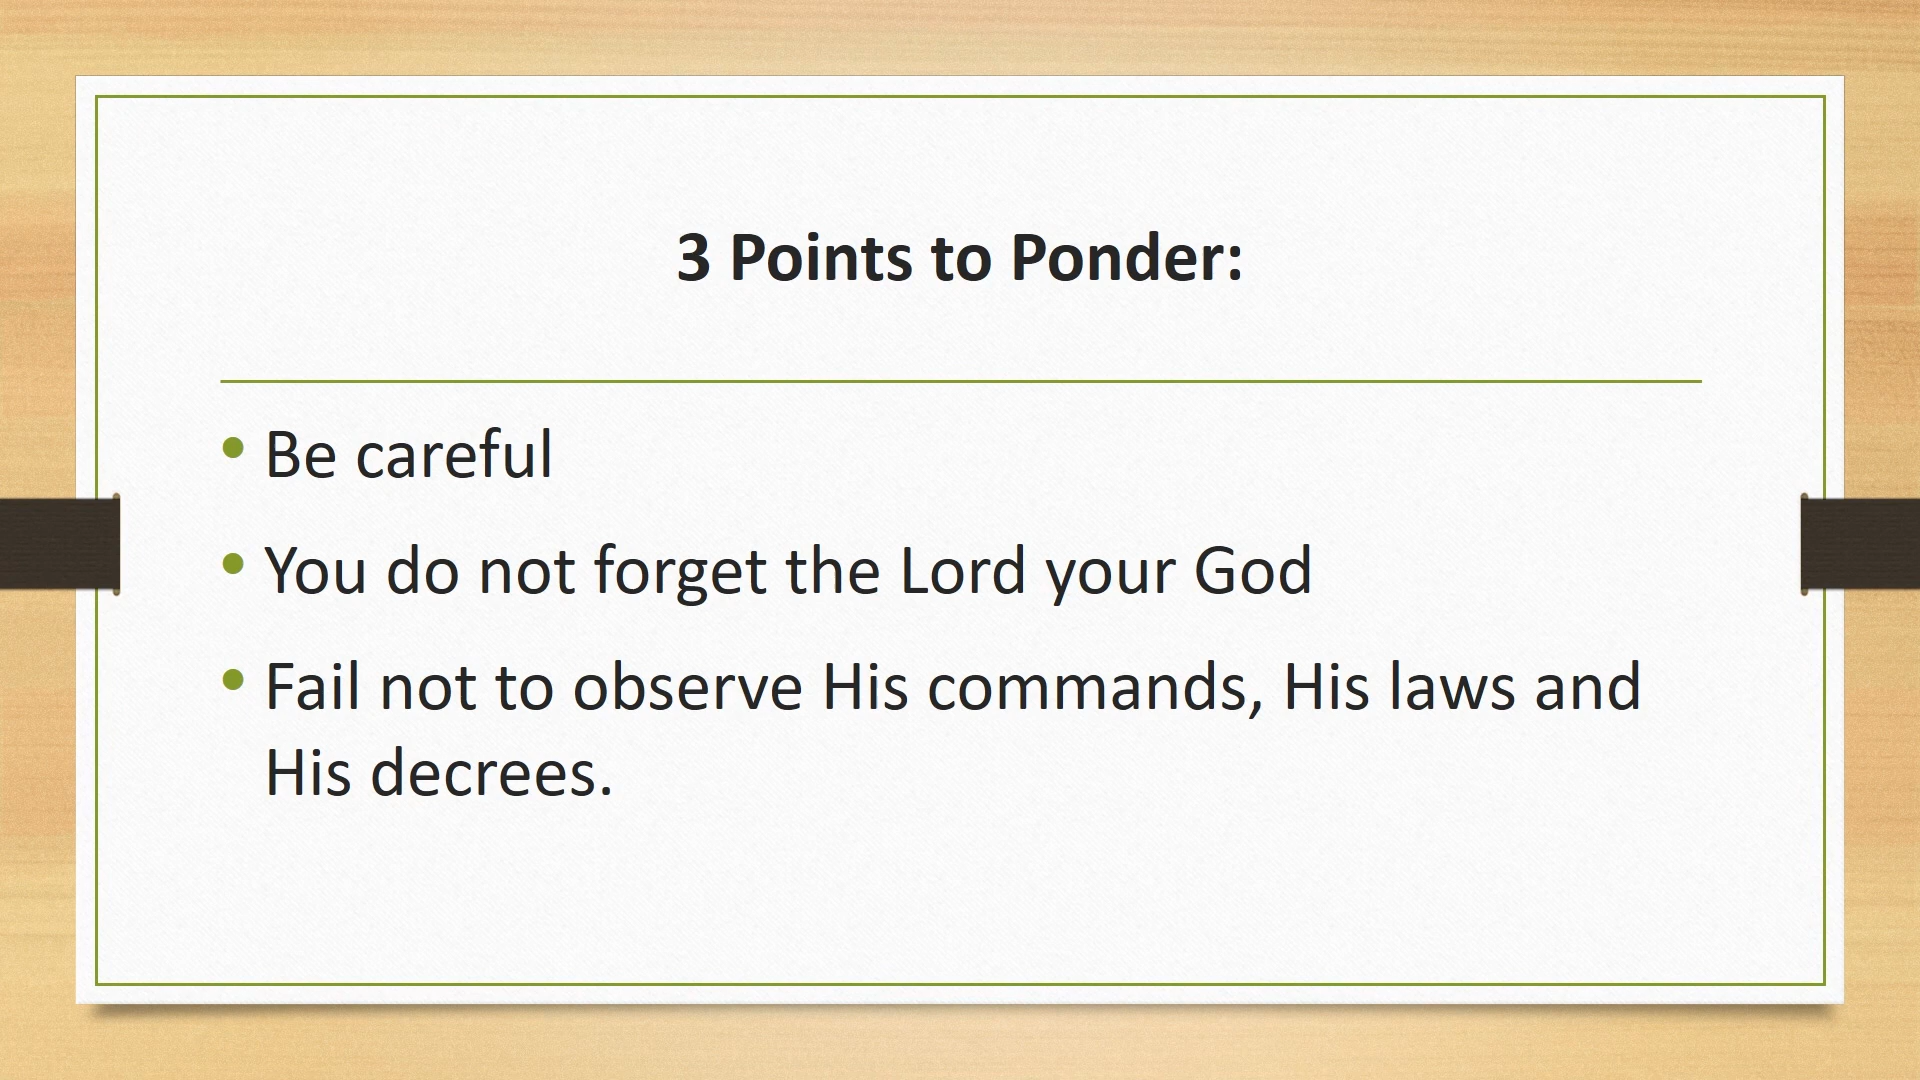 3 Points to Ponder:
• Be careful
• You do not forget the Lord your God
• Fail not to observe His commands, His laws and
His decrees.